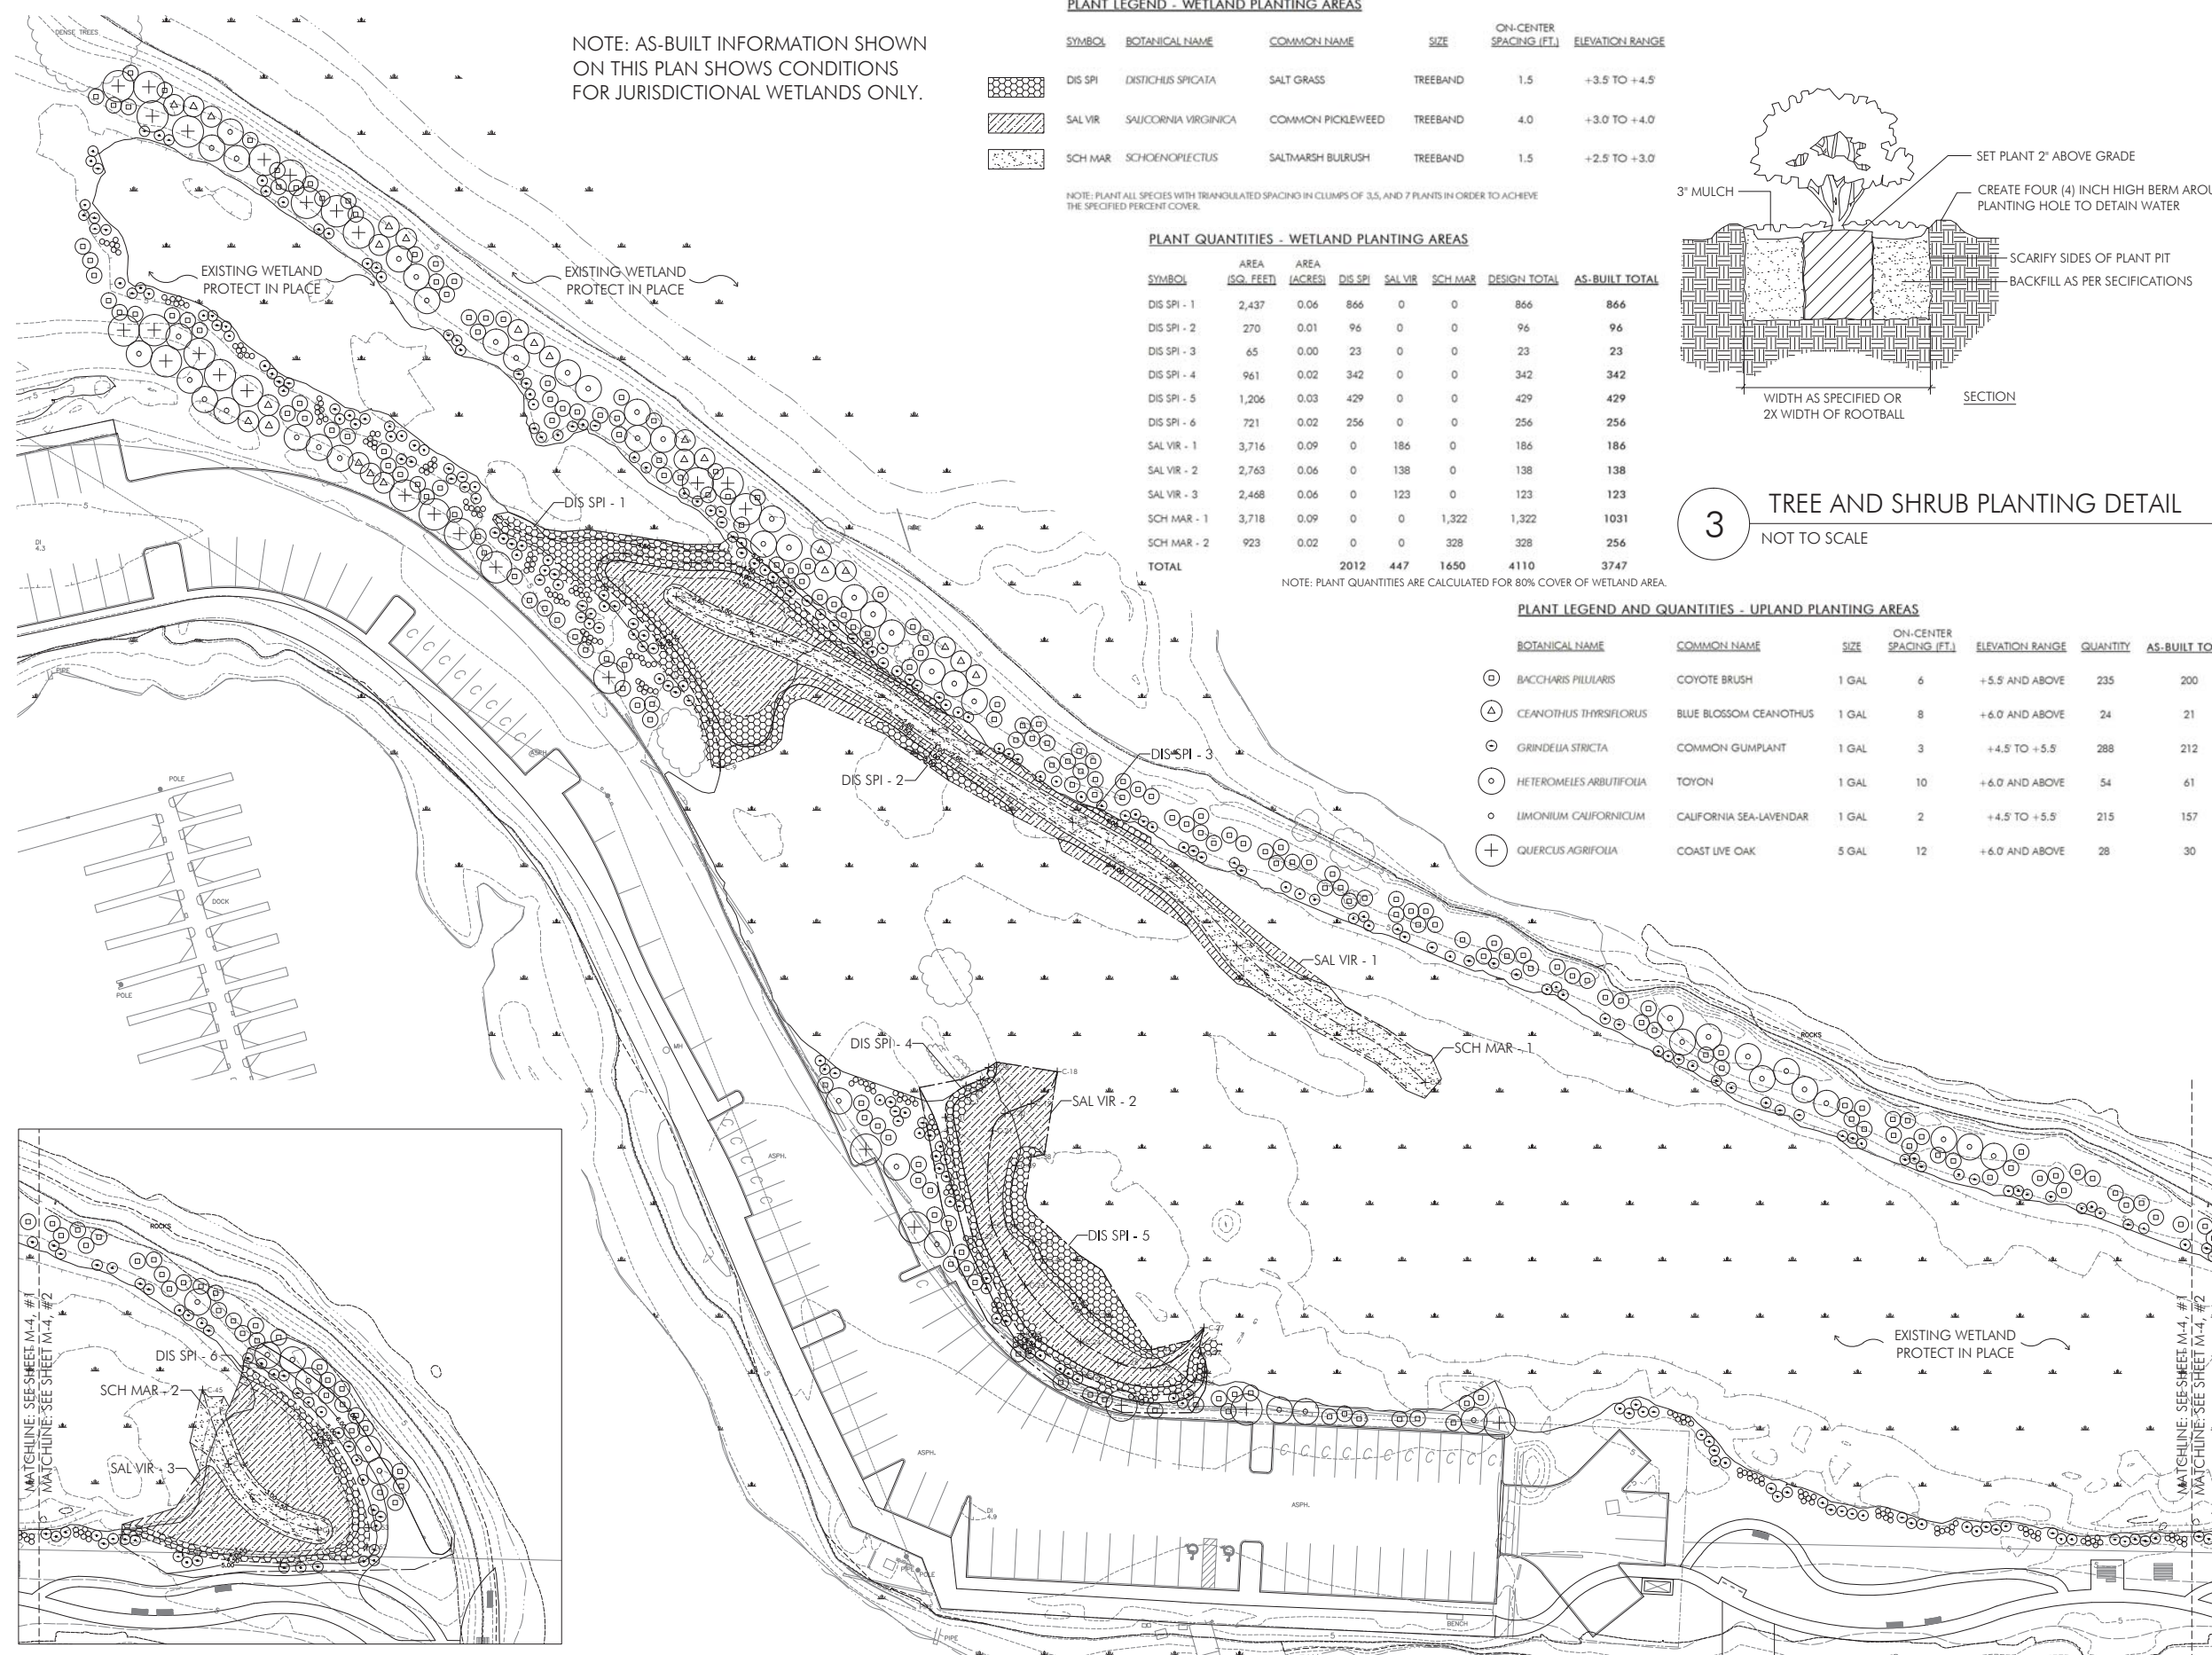 PLANT LEGEND - WETLAND PLANTING AREAS
SYMBOL BOTANICAL NAME COMMON NAME SIZE ON-CENTER SPACING (FT.) ELEVATION RANGE
DIS SPI DISTICHLIS SPICATA SALT GRASS TREEBAND 1.5 +3.5' TO +4.5'
SAL VIR SALICORNIA VIRGINICA COMMON PICKLEWEED TREEBAND 4.0 +3.0' TO +4.0'
SCH MAR SCHOENOPLECTUS SALTMARSH BULRUSH TREEBAND 1.5 +2.5' TO +3.0'
NOTE: PLANT ALL SPECIES WITH TRIANGULATED SPACING IN CLUMPS OF 3,5, AND 7 PLANTS IN ORDER TO ACHIEVE
THE SPECIFIED PERCENT COVER.
NOTE: AS-BUILT INFORMATION SHOWN
ON THIS PLAN SHOWS CONDITIONS
FOR JURISDICTIONAL WETLANDS ONLY.
PLANT QUANTITIES - WETLAND PLANTING AREAS
SYMBOL AREA (SQ. FEET) AREA (ACRES) DIS SPI SAL VIR SCH MAR DESIGN TOTAL AS-BUILT TOTAL
DIS SPI - 1 2,437 0.06 866 0 0 866 866
DIS SPI - 2 270 0.01 96 0 0 96 96
DIS SPI - 3 65 0.00 23 0 0 23 23
DIS SPI - 4 961 0.02 342 0 0 342 342
DIS SPI - 5 1,206 0.03 429 0 0 429 429
DIS SPI - 6 721 0.02 256 0 0 256 256
SAL VIR - 1 3,716 0.09 0 186 0 186 186
SAL VIR - 2 2,763 0.06 0 138 0 138 138
SAL VIR - 3 2,468 0.06 0 123 0 123 123
SCH MAR - 1 3,718 0.09 0 0 1,322 1,322 1031
SCH MAR - 2 923 0.02 0 0 328 328 256
TOTAL 2012 447 1650 4110 3747
NOTE: PLANT QUANTITIES ARE CALCULATED FOR 80% COVER OF WETLAND AREA.
3" MULCH
SET PLANT 2" ABOVE GRADE
CREATE FOUR (4) INCH HIGH BERM AROU
PLANTING HOLE TO DETAIN WATER
SCARIFY SIDES OF PLANT PIT
BACKFILL AS PER SECIFICATIONS
WIDTH AS SPECIFIED OR
2X WIDTH OF ROOTBALL
SECTION
3 TREE AND SHRUB PLANTING DETAIL
NOT TO SCALE
PLANT LEGEND AND QUANTITIES - UPLAND PLANTING AREAS
BOTANICAL NAME COMMON NAME SIZE ON-CENTER SPACING (FT.) ELEVATION RANGE QUANTITY AS-BUILT TO
BACCHARIS PILULARIS COYOTE BRUSH 1 GAL 6 +5.5' AND ABOVE 235 200
CEANOTHUS THYRSIFLORUS BLUE BLOSSOM CEANOTHUS 1 GAL 8 +6.0' AND ABOVE 24 21
GRINDELIA STRICTA COMMON GUMPLANT 1 GAL 3 +4.5' TO +5.5' 288 212
HETEROMELES ARBUTIFOLIA TOYON 1 GAL 10 +6.0' AND ABOVE 54 61
LIMONIUM CALIFORNICUM CALIFORNIA SEA-LAVENDAR 1 GAL 2 +4.5' TO +5.5' 215 157
QUERCUS AGRIFOLIA COAST LIVE OAK 5 GAL 12 +6.0' AND ABOVE 28 30
DENSE TREES
EXISTING WETLAND
PROTECT IN PLACE
EXISTING WETLAND
PROTECT IN PLACE
DIS SPI - 1
DI
4.3
PIPE
ASPH.
DIS SPI - 2
DIS SPI - 3
POLE
DOCK
POLE
SAL VIR - 1
MH
DIS SPI - 4
SCH MAR - 1
ROCKS
C-18
SAL VIR - 2
ASPH.
DIS SPI - 5
C-27
EXISTING WETLAND
PROTECT IN PLACE
MATCHLINE: SEE SHEET M-4, #1
MATCHLINE: SEE SHEET M-4, #2
ROCKS
DIS SPI - 6
SCH MAR - 2
C-45
SAL VIR - 3
MATCHLINE: SEE SHEET M-4, #1
MATCHLINE: SEE SHEET M-4, #2
ASPH.
ASPH.
DI
4.9
POLE
PIPE
BENCH